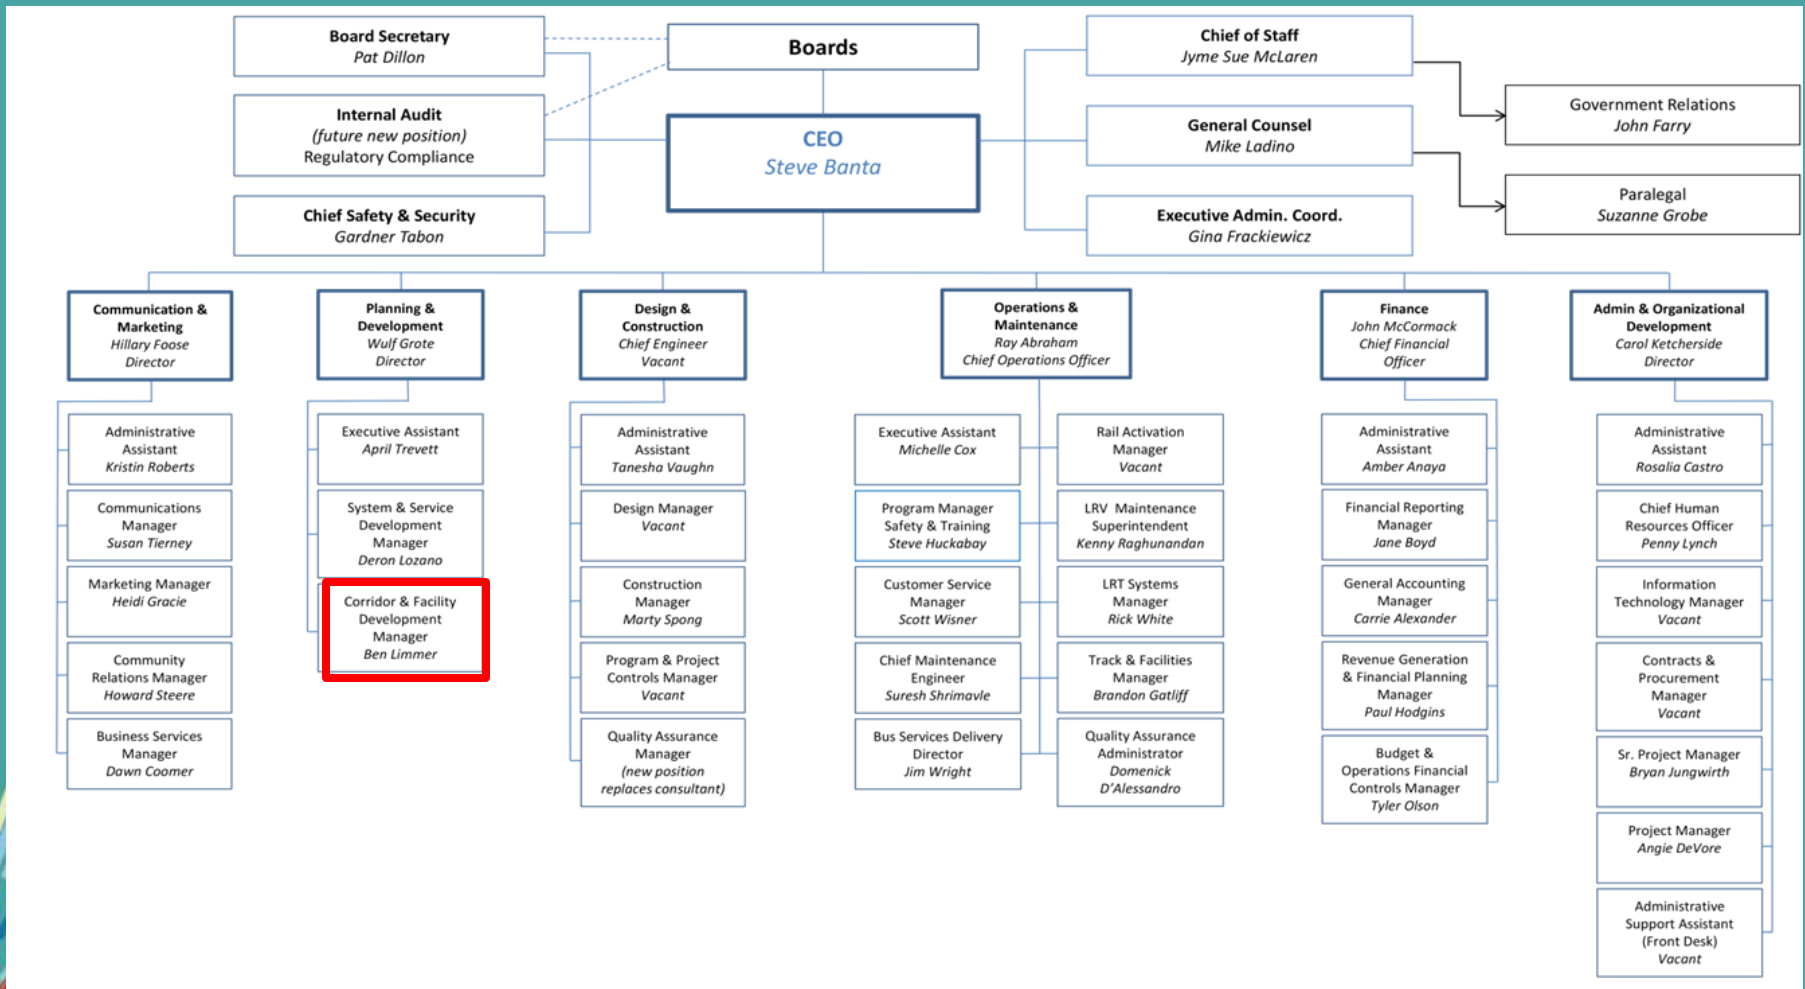 Board Secretary
Pat Dillon
Boards
Chief of Staff
Jyme Sue McLaren
Internal Audit
(future new position)
Regulatory Compliance
CEO
Steve Banta
General Counsel
Mike Ladino
Government Relations
John Farry
Chief Safety & Security
Gardner Tabon
Executive Admin. Coord.
Gina Frackiewicz
Paralegal
Suzanne Grobe
Communication &
Marketing
Hillary Foose
Director
Administrative
Assistant
Kristin Roberts
Communications
Manager
Susan Tierney
Marketing Manager
Heidi Gracie
Community
Relations Manager
Howard Steere
Business Services
Manager
Dawn Coomer
Planning &
Development
Wulf Grote
Director
Executive Assistant
April Trevett
System & Service
Development
Manager
Deron Lozano
Corridor & Facility
Development
Manager
Ben Limmer
Design &
Construction
Chief Engineer
Vacant
Administrative
Assistant
Tanesha Vaughn
Design Manager
Vacant
Construction
Manager
Marty Spong
Program & Project
Controls Manager
Vacant
Quality Assurance
Manager
(new position
replaces consultant)
Operations &
Maintenance
Ray Abraham
Chief Operations Officer
Executive Assistant
Michelle Cox
Program Manager
Safety & Training
Steve Huckabay
Customer Service
Manager
Scott Wisner
Chief Maintenance
Engineer
Suresh Shrimavle
Bus Services Delivery
Director
Jim Wright
Rail Activation
Manager
Vacant
LRV Maintenance
Superintendent
Kenny Raghunandan
LRT Systems
Manager
Rick White
Track & Facilities
Manager
Brandon Gatliff
Quality Assurance
Administrator
Domenick
D'Alessandro
Finance
John McCormack
Chief Financial
Officer
Administrative
Assistant
Amber Anaya
Financial Reporting
Manager
Jane Boyd
General Accounting
Manager
Carrie Alexander
Revenue Generation
& Financial Planning
Manager
Paul Hodgins
Budget &
Operations Financial
Controls Manager
Tyler Olson
Admin & Organizational
Development
Carol Ketcherside
Director
Administrative
Assistant
Rosalia Castro
Chief Human
Resources Officer
Penny Lynch
Information
Technology Manager
Vacant
Contracts &
Procurement
Manager
Vacant
Sr. Project Manager
Bryan Jungwirth
Project Manager
Angie DeVore
Administrative
Support Assistant
(Front Desk)
Vacant